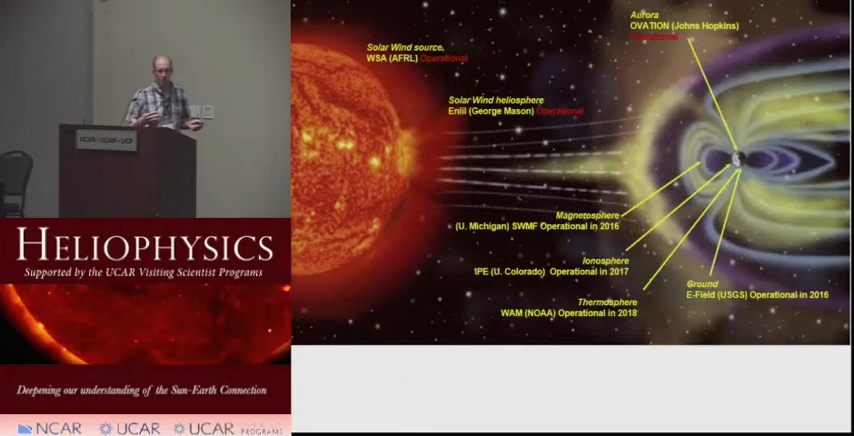 NCAR • UCAR • UCP
HELIOPHYSICS
Supported by the UCAR Visiting Scientist Programs
Deepening our understanding of the Sun-Earth Connection
NCAR
UCAR
UCAR
PROGRAMS
Solar Wind source,
WSA (AFRL) Operational
Solar Wind heliosphere
Enlil (George Mason) Operational
Aurora
OVATION (Johns Hopkins)
Operational
Magnetosphere
(U. Michigan) SWMF Operational in 2016
Ionosphere
IPE (U. Colorado) Operational in 2017
Thermosphere
WAM (NOAA) Operational in 2018
Ground
E-Field (USGS) Operational in 2016